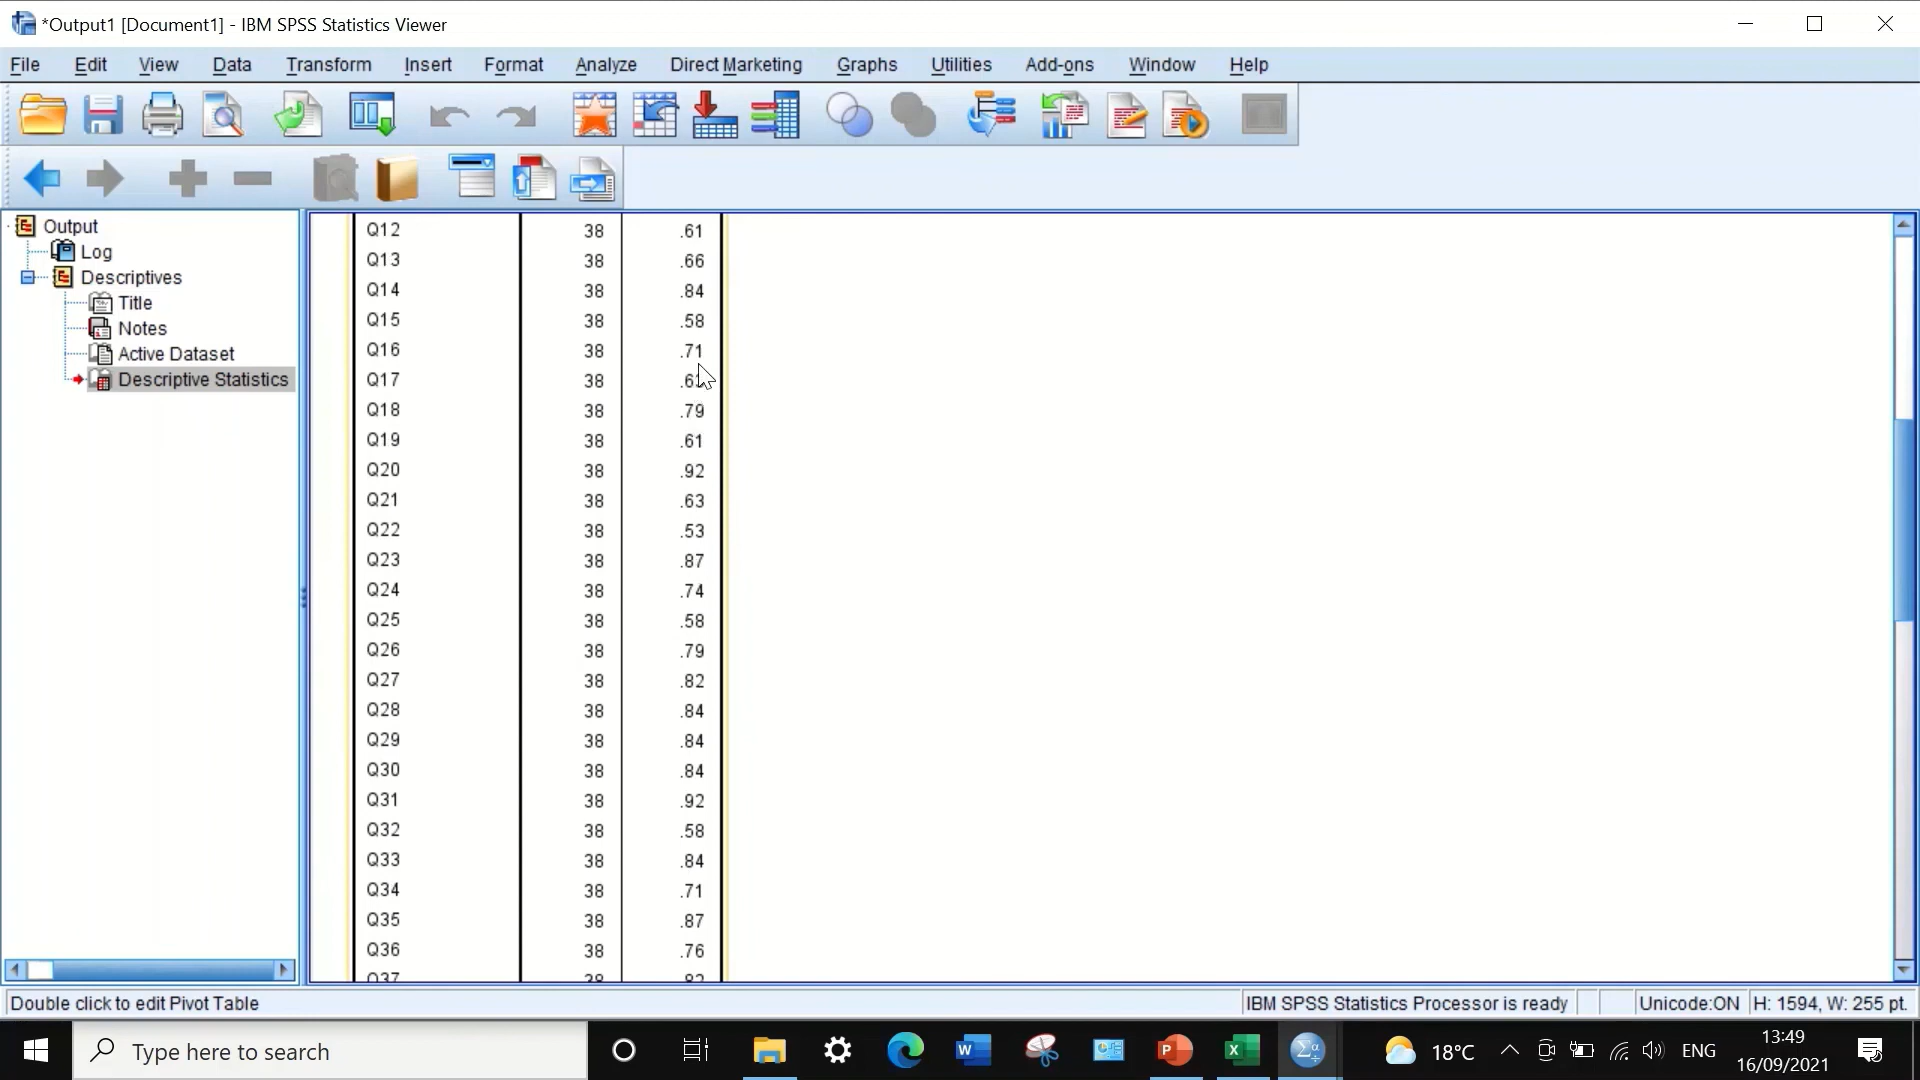 *Output1 [Document1] - IBM SPSS Statistics Viewer
File Edit View Data Transform Insert Format Analyze Direct Marketing Graphs Utilities Add-ons Window Help
Output
Log
Descriptives
Title
Notes
Active Dataset
Descriptive Statistics
Q12 38 .61
Q13 38 .66
Q14 38 .84
Q15 38 .58
Q16 38 .71
Q17 38
Q18 38 .79
Q19 38 .61
Q20 38 .92
Q21 38 .63
Q22 38 .53
Q23 38 .87
Q24 38 .74
Q25 38 .58
Q26 38 .79
Q27 38 .82
Q28 38 .84
Q29 38 .84
Q30 38 .84
Q31 38 .92
Q32 38 .58
Q33 38 .84
Q34 38 .71
Q35 38 .87
Q36 38 .76
Q37 38
Double click to edit Pivot Table IBM SPSS Statistics Processor is ready Unicode:ON H: 1594, W: 255 pt.
Type here to search 18°C ENG 13:49
16/09/2021